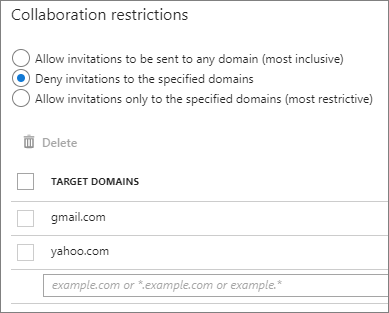 Collaboration restrictions
Allow invitations to be sent to any domain (most inclusive)
Deny invitations to the specified domains
Allow invitations only to the specified domains (most restrictive)
Delete
TARGET DOMAINS
gmail.com
yahoo.com
example.com or *.example.com or example.*